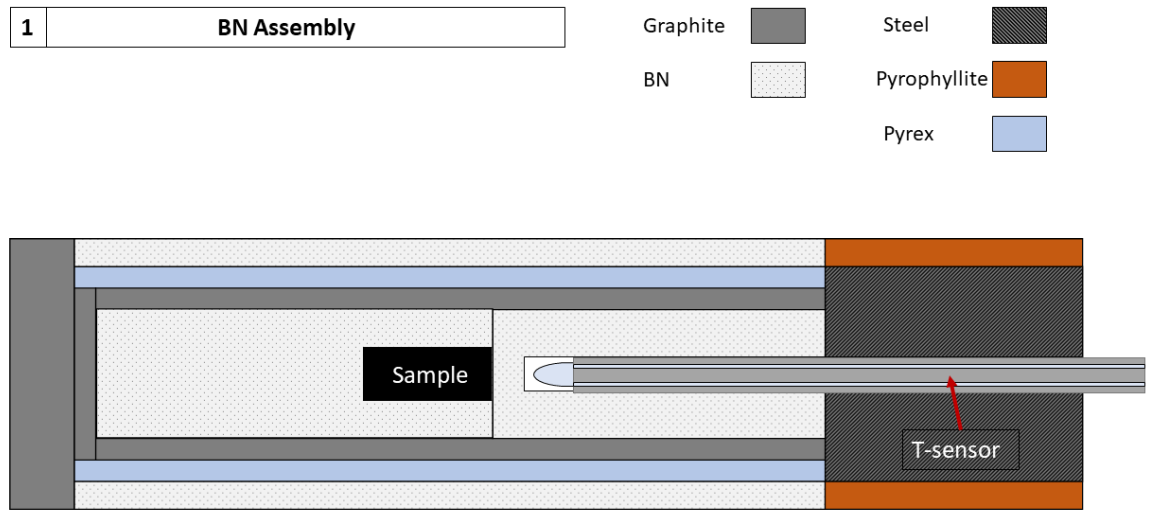 1 BN Assembly
Graphite
Steel
BN
Pyrophyllite
Pyrex
Sample
T-sensor